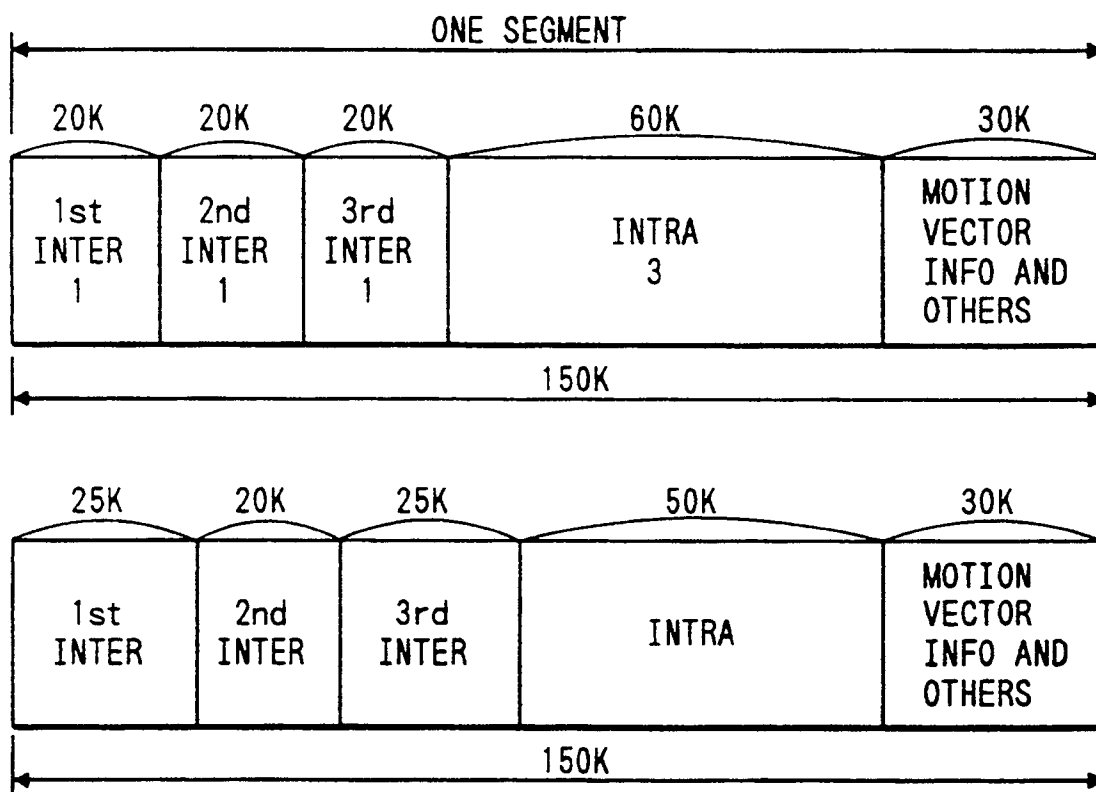 ONE SEGMENT
20K 20K 20K 60K 30K
1st
INTER
1
2nd
INTER
1
3rd
INTER
1
INTRA
3
MOTION
VECTOR
INFO AND
OTHERS
150K
25K 20K 25K 50K 30K
1st
INTER
2nd
INTER
3rd
INTER
INTRA
MOTION
VECTOR
INFO AND
OTHERS
150K